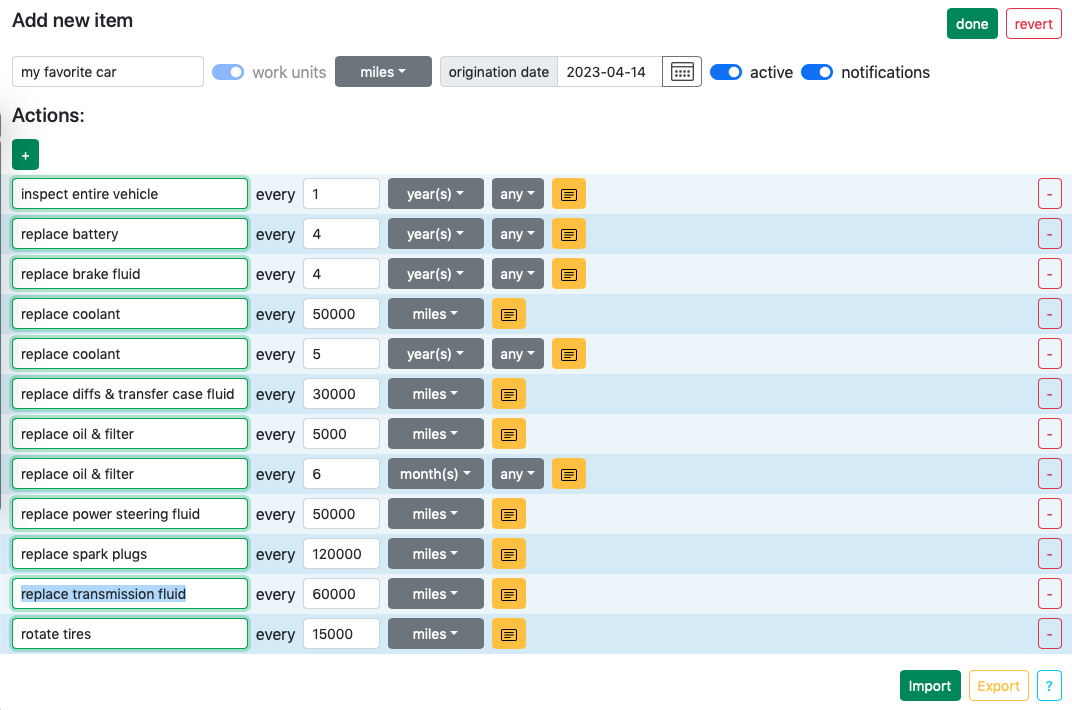 Add new item done revert
my favorite car work units miles origination date 2023-04-14 active notifications
Actions:
+
inspect entire vehicle every 1 year(s) any -
replace battery every 4 year(s) any -
replace brake fluid every 4 year(s) any -
replace coolant every 50000 miles -
replace coolant every 5 year(s) any -
replace diffs & transfer case fluid every 30000 miles -
replace oil & filter every 5000 miles -
replace oil & filter every 6 month(s) any -
replace power steering fluid every 50000 miles -
replace spark plugs every 120000 miles -
replace transmission fluid every 60000 miles -
rotate tires every 15000 miles -
Import Export ?